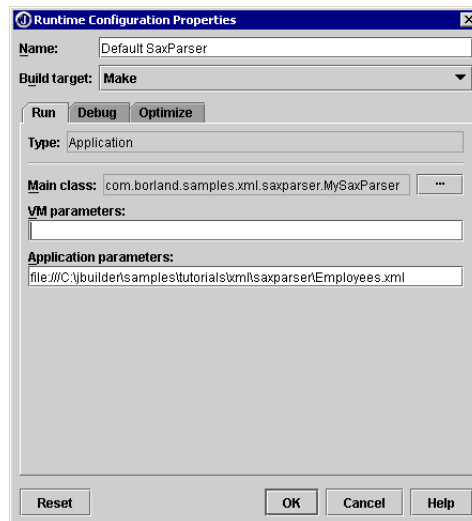 Runtime Configuration Properties
Name: Default SaxParser
Build target: Make
Run Debug Optimize
Type: Application
Main class: com.borland.samples.xml.saxparser.MySaxParser ...
VM parameters:
Application parameters:
file:///C:\jbuilder\samples\tutorials\xml\saxparser\Employees.xml
Reset OK Cancel Help